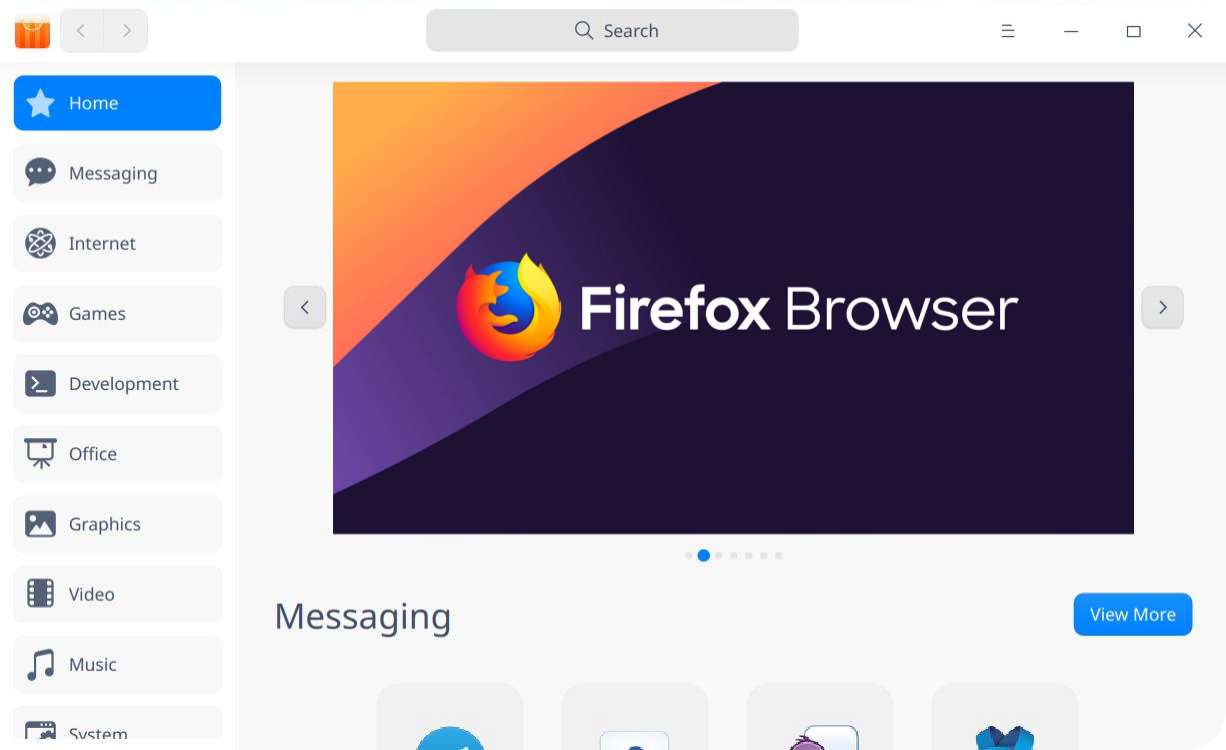 Search
Home
Messaging
Internet
Games
Development
Office
Graphics
Video
Music
System
Firefox Browser
Messaging
View More